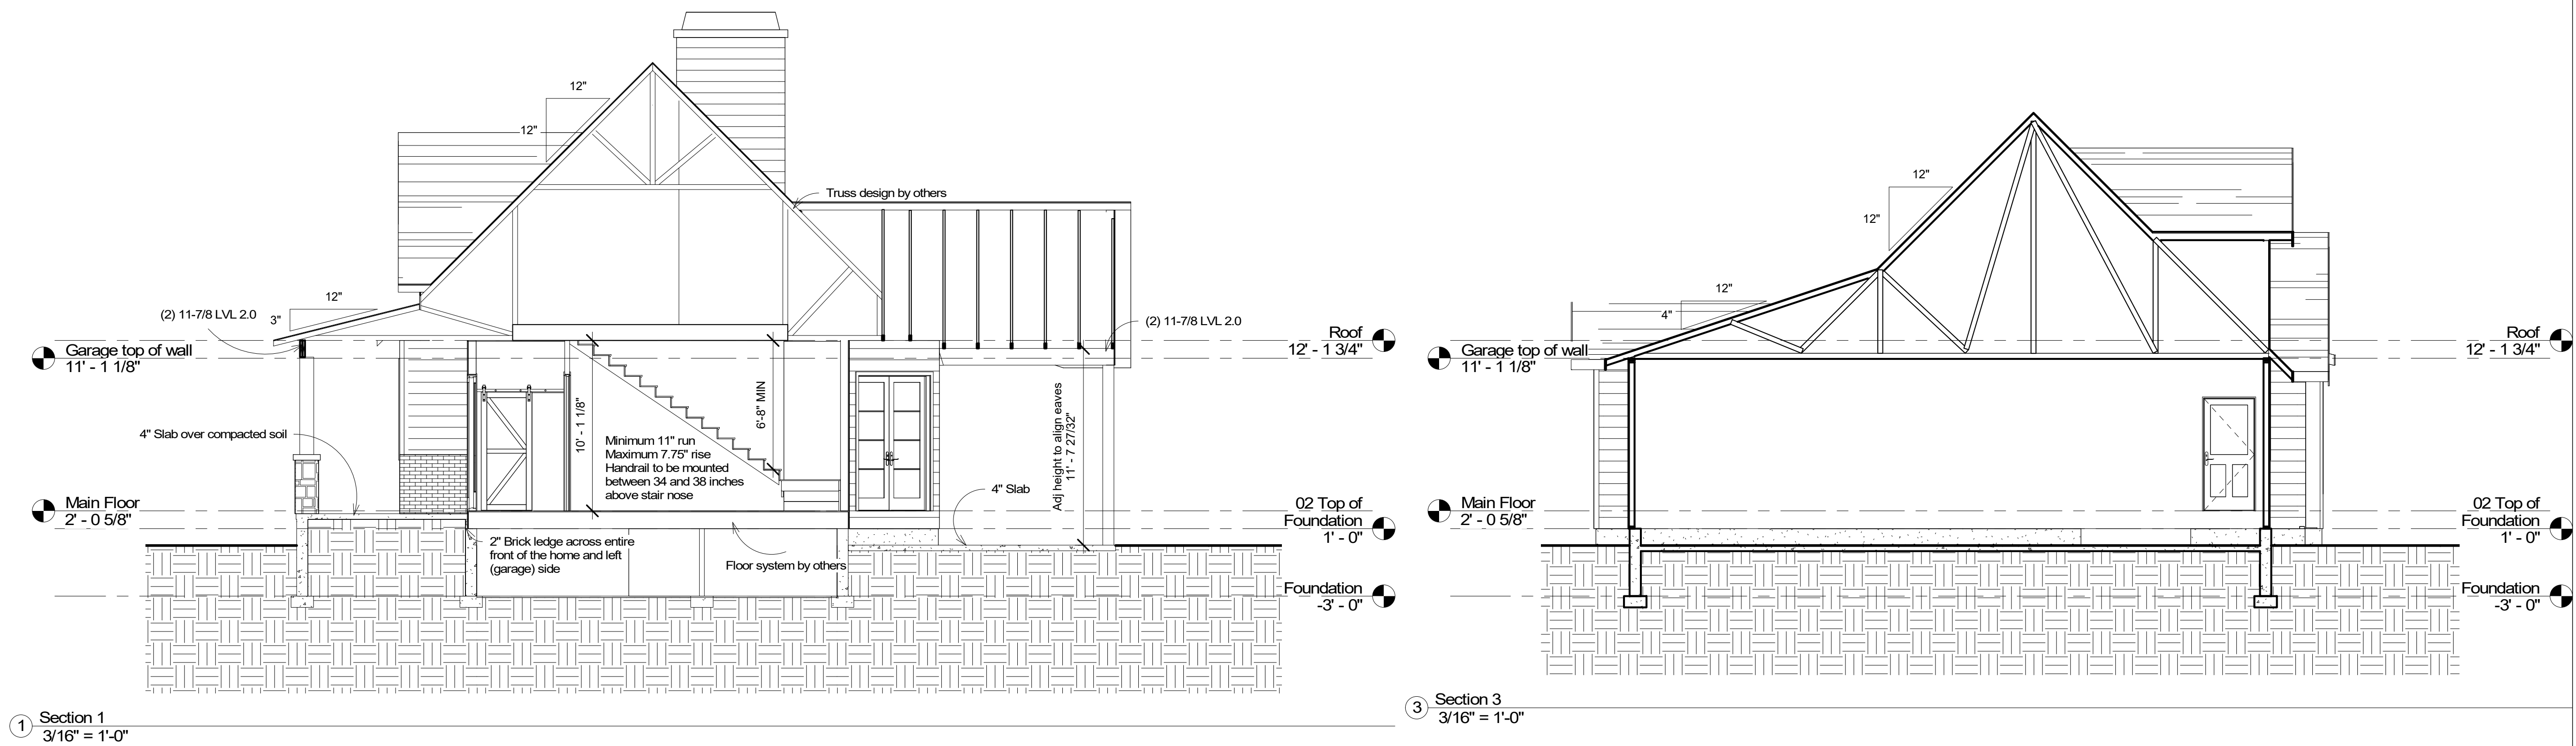 12"
12"
Truss design by others
12"
3"
(2) 11-7/8 LVL 2.0
(2) 11-7/8 LVL 2.0
Garage top of wall
11' - 1 1/8"
Roof
12' - 1 3/4"
4" Slab over compacted soil
10' - 1 1/8"
6'-8" MIN
Minimum 11" run
Maximum 7.75" rise
Handrail to be mounted
between 34 and 38 inches
above stair nose
Adj height to align eaves
11' - 7 27/32"
4" Slab
Main Floor
2' - 0 5/8"
02 Top of
Foundation
1' - 0"
2" Brick ledge across entire
front of the home and left
(garage) side
Floor system by others
Foundation
-3' - 0"
1
Section 1
3/16" = 1'-0"
12"
12"
12"
4"
Garage top of wall
11' - 1 1/8"
Roof
12' - 1 3/4"
Main Floor
2' - 0 5/8"
02 Top of
Foundation
1' - 0"
Foundation
-3' - 0"
3
Section 3
3/16" = 1'-0"